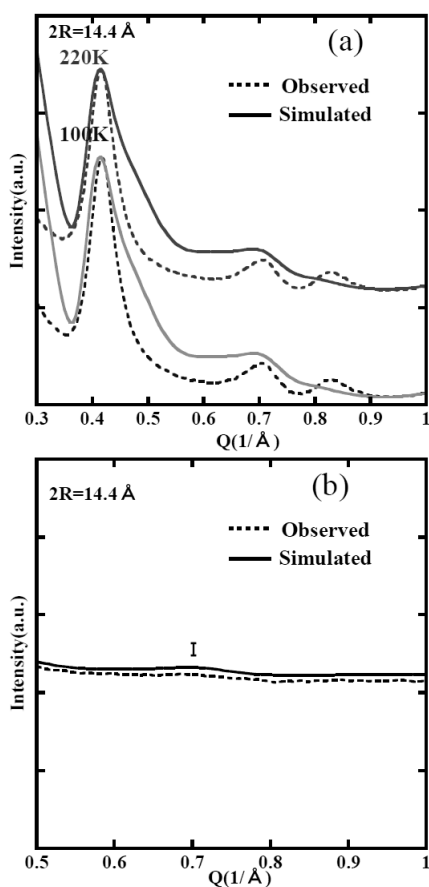 (a)
2R=14.4 Å
220K
100K
Observed
Simulated
Intensity(a.u.)
0.3 0.4 0.5 0.6 0.7 0.8 0.9 1
Q(1/Å)
(b)
2R=14.4 Å
Observed
Simulated
Intensity(a.u.)
0.5 0.6 0.7 0.8 0.9 1
Q(1/Å)